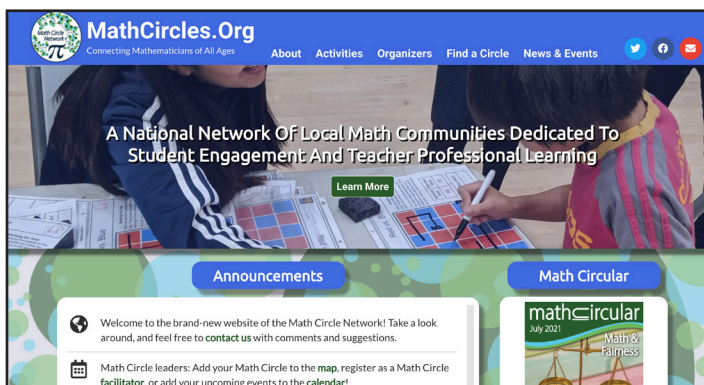 Math Circle
Network
MathCircles.Org
Connecting Mathematicians of All Ages
About Activities Organizers Find a Circle News & Events
A National Network Of Local Math Communities Dedicated To
Student Engagement And Teacher Professional Learning
Learn More
Announcements
Math Circular
Welcome to the brand-new website of the Math Circle Network! Take a look
around, and feel free to contact us with comments and suggestions.
Math Circle leaders: Add your Math Circle to the map, register as a Math Circle
facilitator, or add your upcoming events to the calendar!
math⊂ircular
July 2021
Math &
Fairness